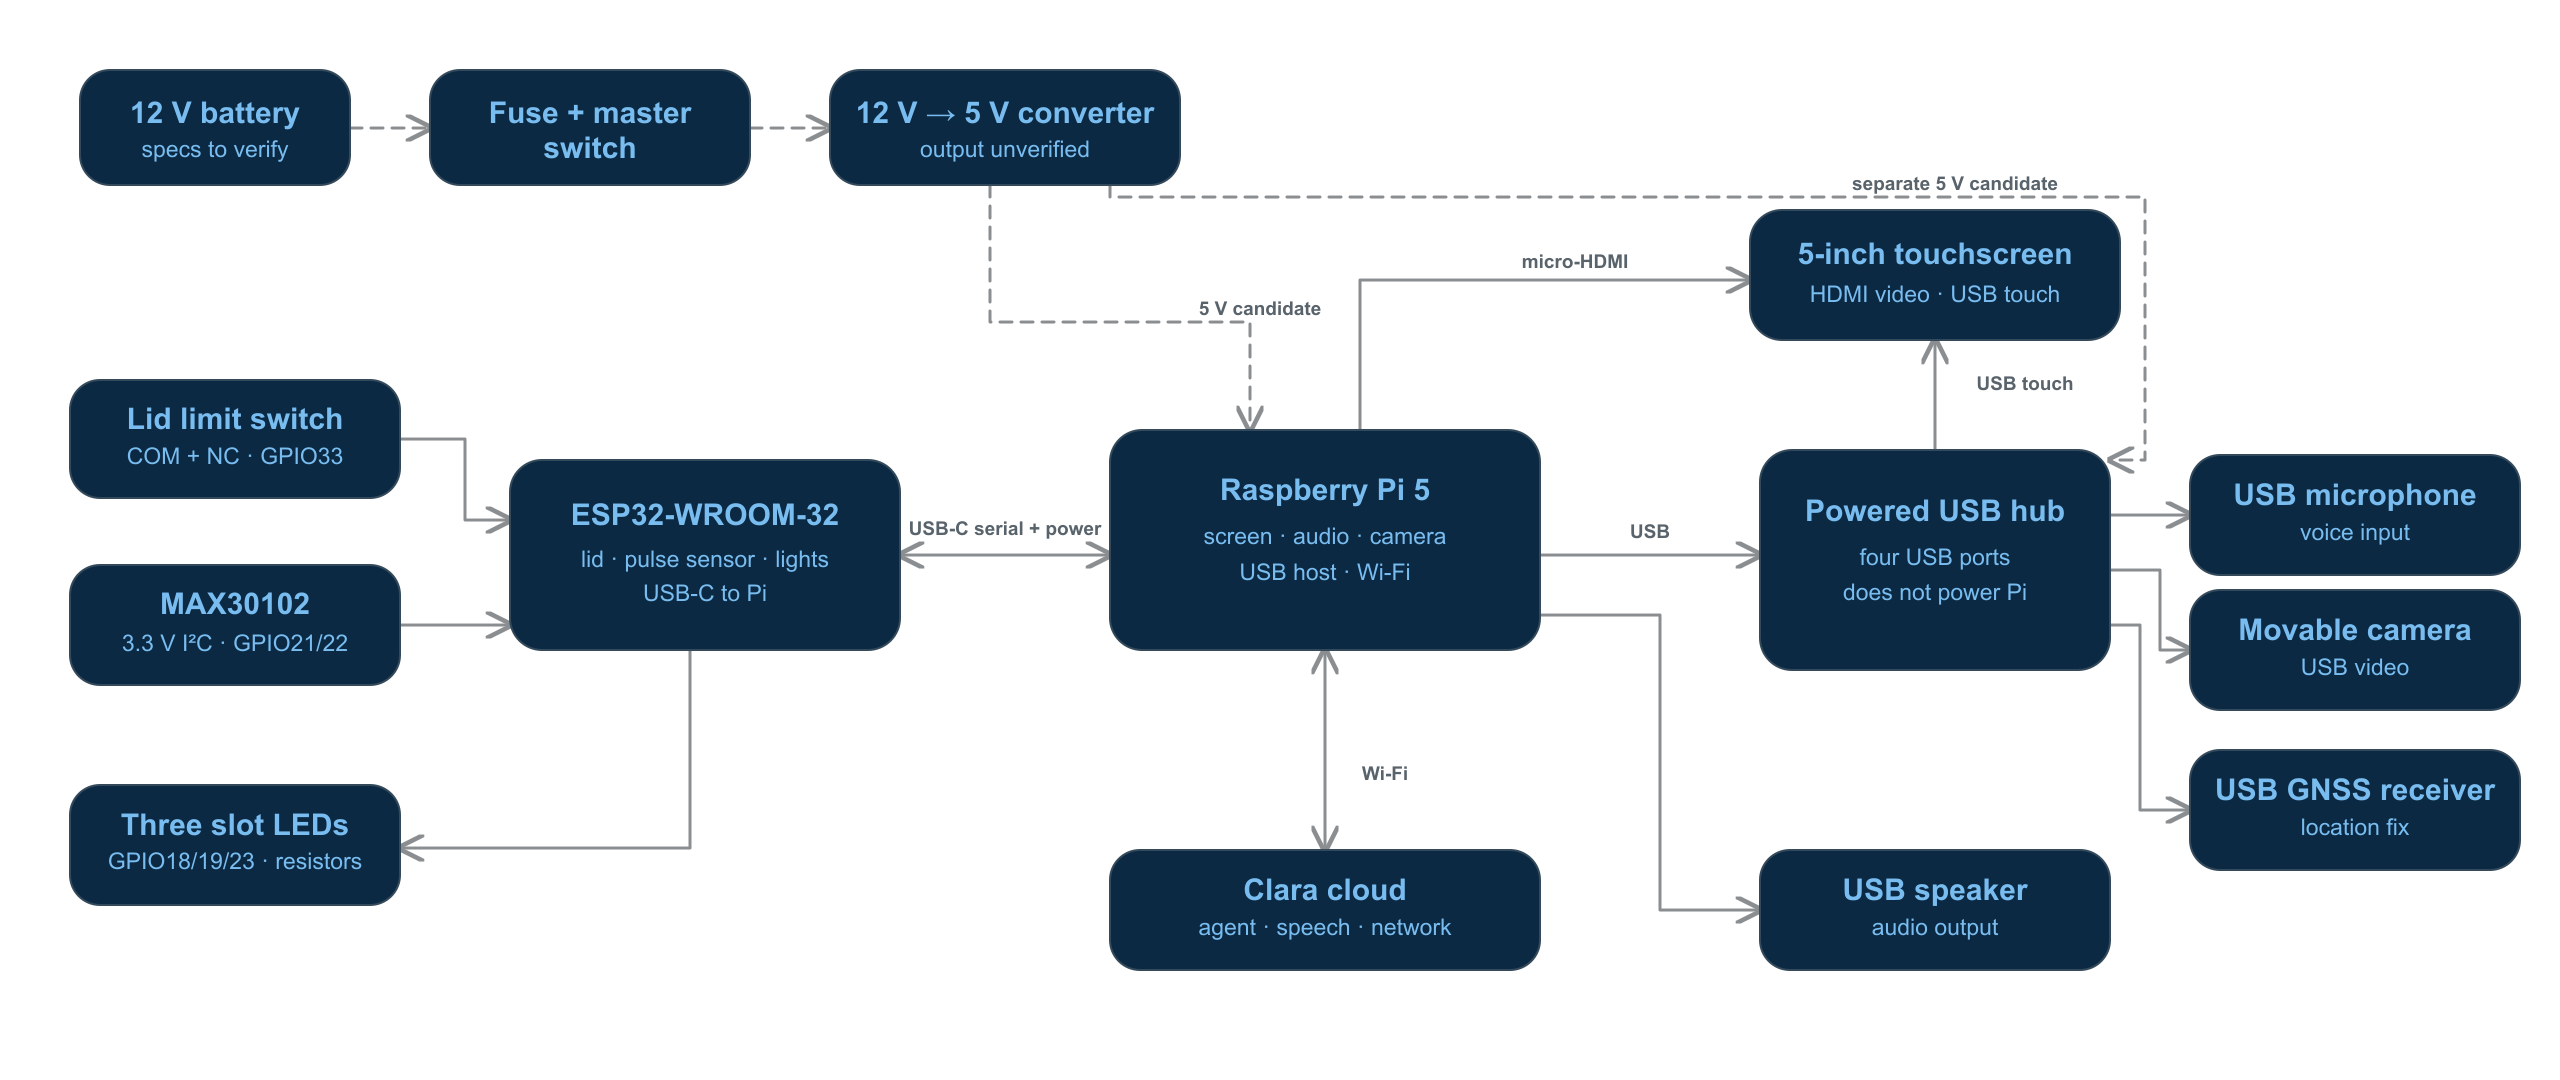 12 V battery
specs to verify
Fuse + master
switch
12 V → 5 V converter
output unverified
separate 5 V candidate
5-inch touchscreen
HDMI video · USB touch
micro-HDMI
5 V candidate
USB touch
Lid limit switch
COM + NC · GPIO33
ESP32-WROOM-32
lid · pulse sensor · lights
USB-C to Pi
USB-C serial + power
Raspberry Pi 5
screen · audio · camera
USB host · Wi-Fi
USB
Powered USB hub
four USB ports
does not power Pi
USB microphone
voice input
MAX30102
3.3 V I²C · GPIO21/22
Movable camera
USB video
Wi-Fi
USB GNSS receiver
location fix
Three slot LEDs
GPIO18/19/23 · resistors
Clara cloud
agent · speech · network
USB speaker
audio output